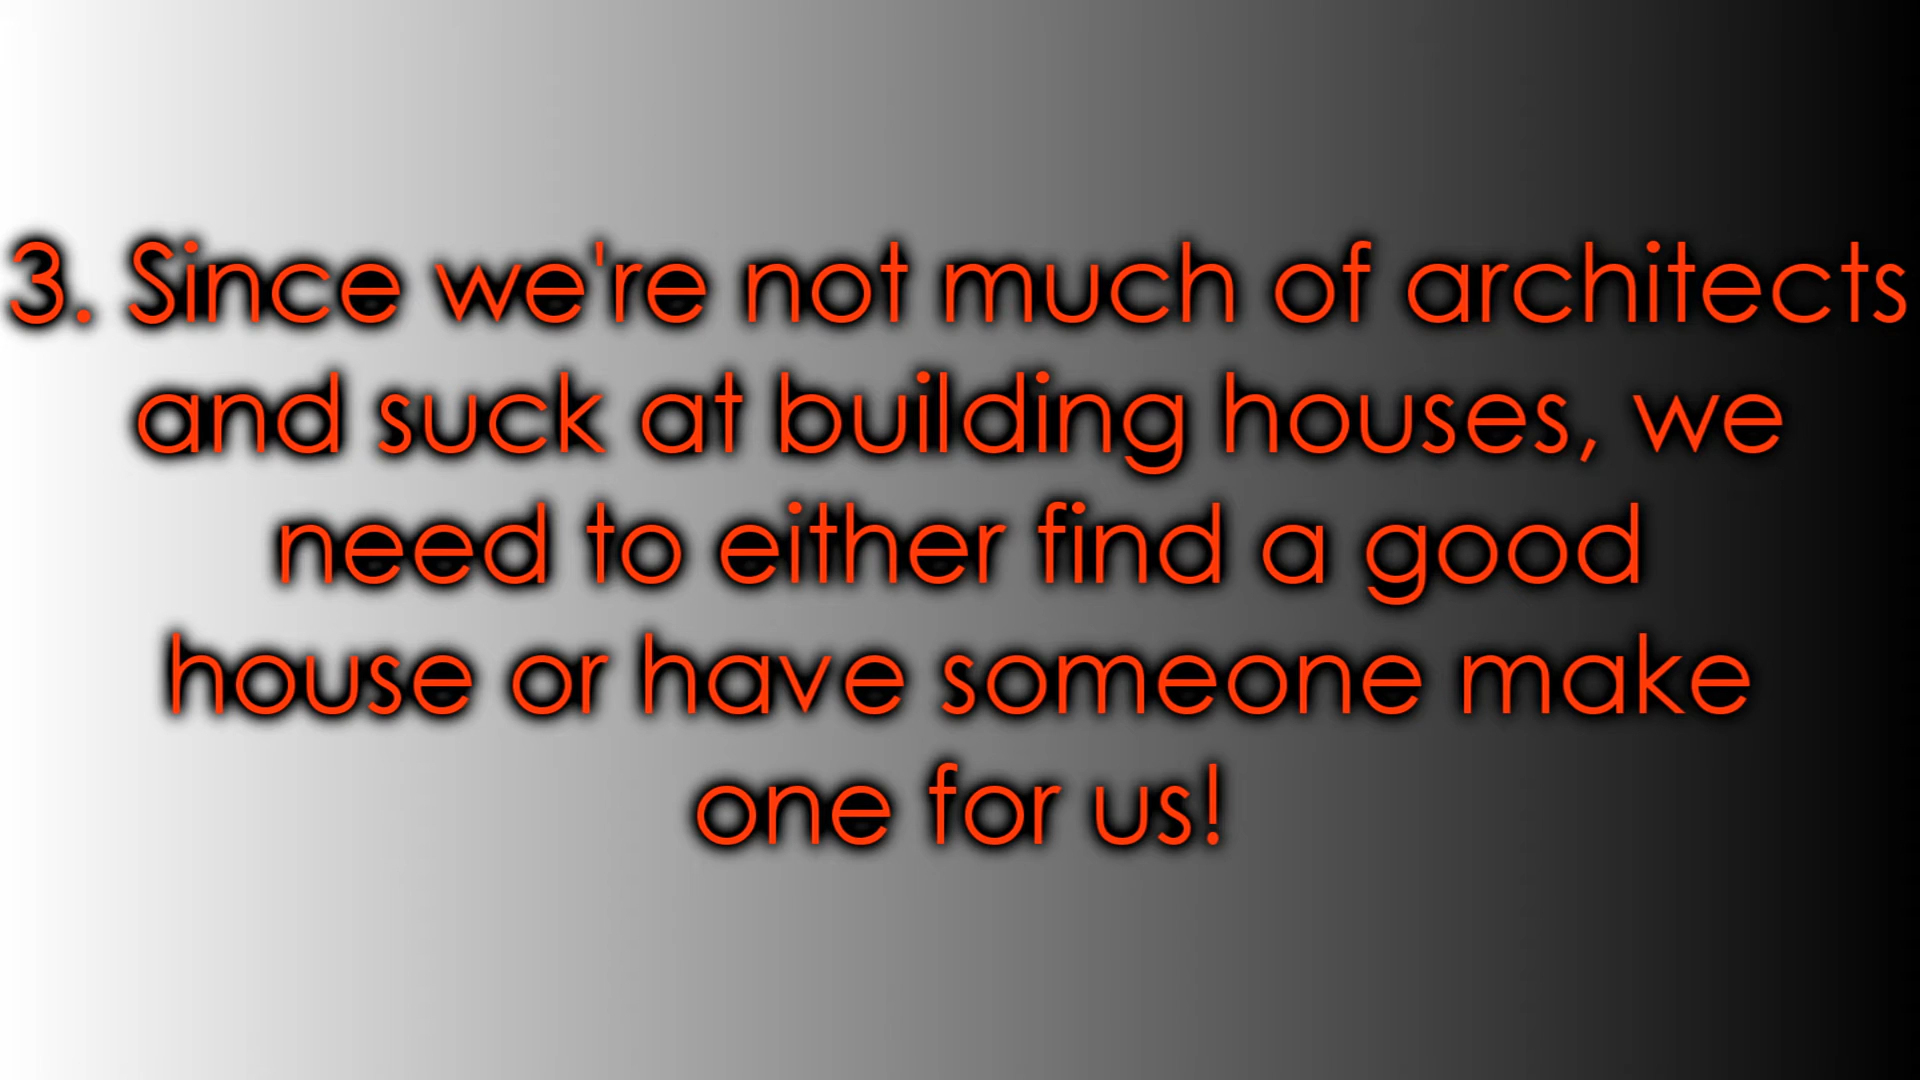 3. Since we're not much of architects
and suck at building houses, we
need to either find a good
house or have someone make
one for us!